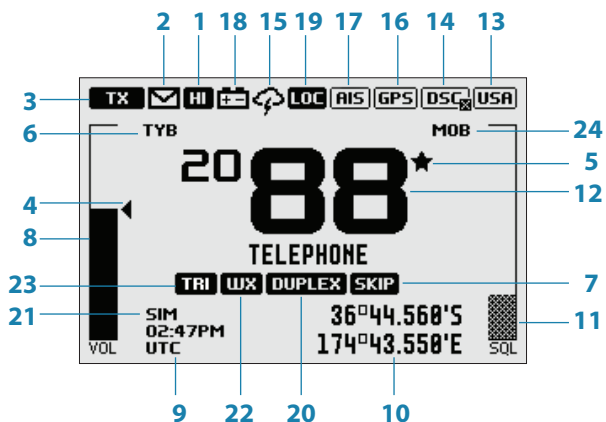 2 1 18 15 19 17 16 14 13
3 TX HI LOC AIS GPS DSC USA
6 TYB MOB 24
20 88 5
4 12
8
TELEPHONE
23 TRI WX DUPLEX SKIP 7
21 SIM 36°44.560'S 11
02:47PM
VOL UTC 174°43.550'E SQL
9 22 20 10